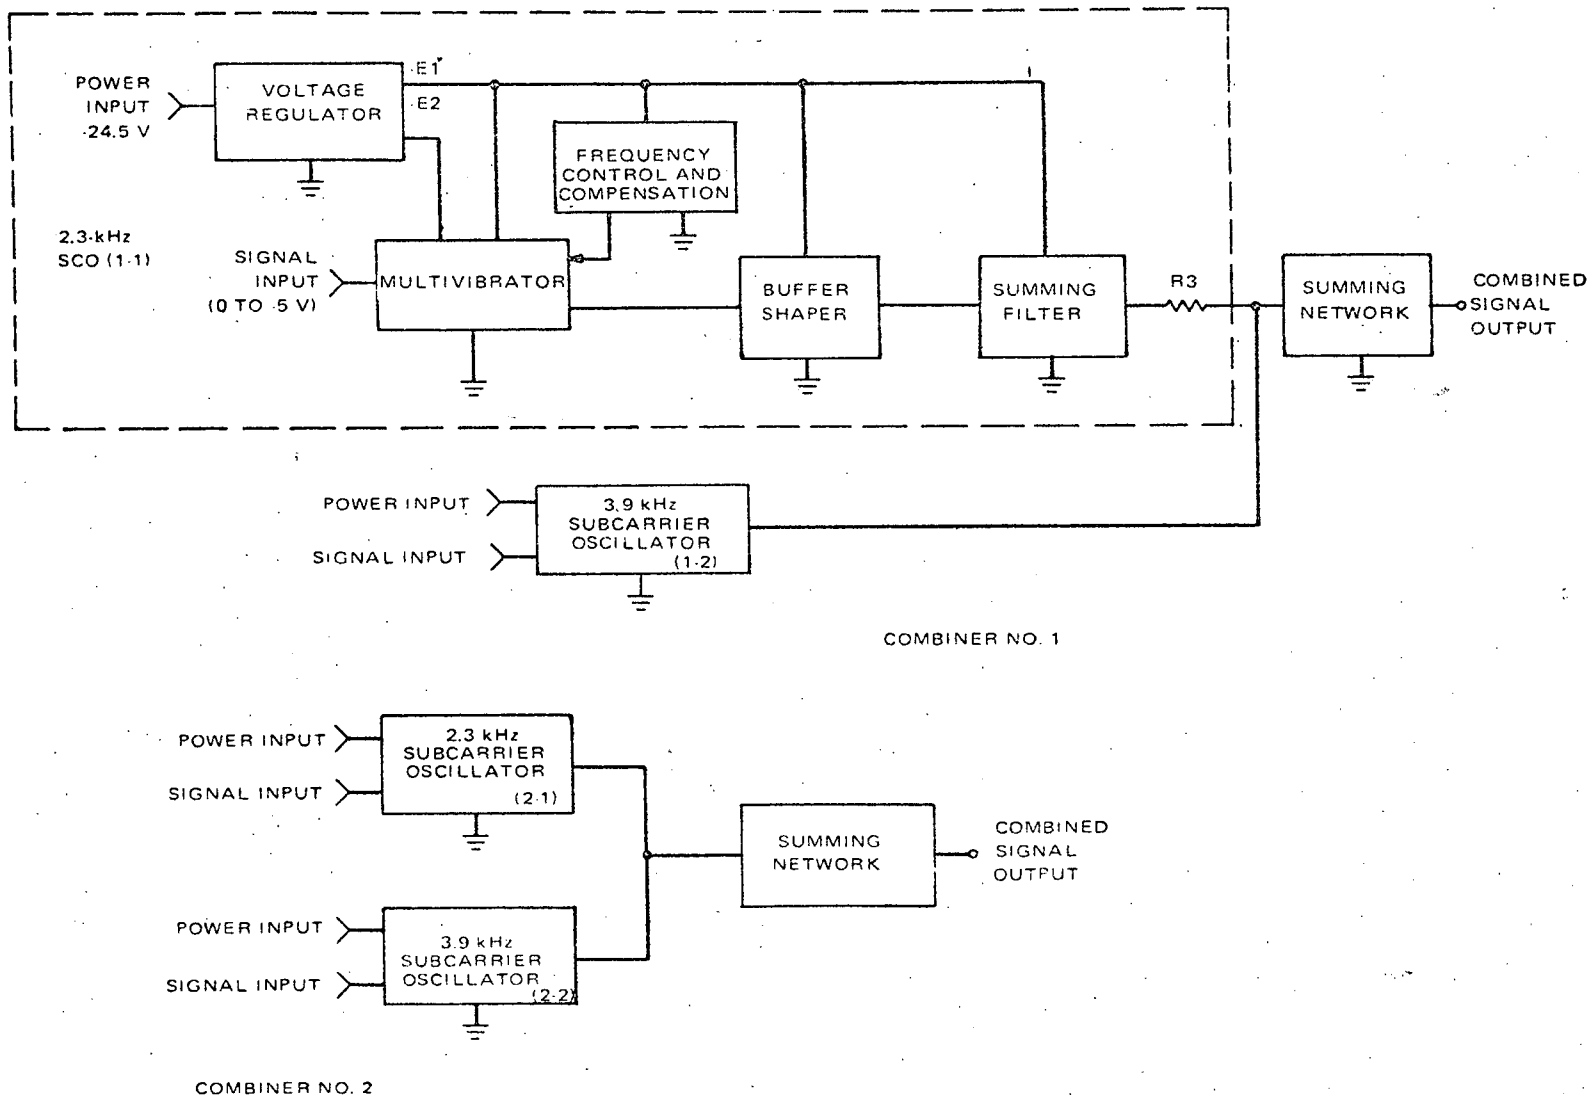 POWER
INPUT
-24.5 V
VOLTAGE
REGULATOR
-E1
-E2
FREQUENCY
CONTROL AND
COMPENSATION
2.3-kHz
SCO (1-1)
SIGNAL
INPUT
(0 TO -5 V)
MULTIVIBRATOR
BUFFER
SHAPER
SUMMING
FILTER
R3
SUMMING
NETWORK
COMBINED
SIGNAL
OUTPUT
POWER INPUT
SIGNAL INPUT
3.9 kHz
SUBCARRIER
OSCILLATOR
(1-2)
COMBINER NO. 1
POWER INPUT
SIGNAL INPUT
2.3 kHz
SUBCARRIER
OSCILLATOR
(2-1)
SUMMING
NETWORK
COMBINED
SIGNAL
OUTPUT
POWER INPUT
SIGNAL INPUT
3.9 kHz
SUBCARRIER
OSCILLATOR
(2-2)
COMBINER NO. 2